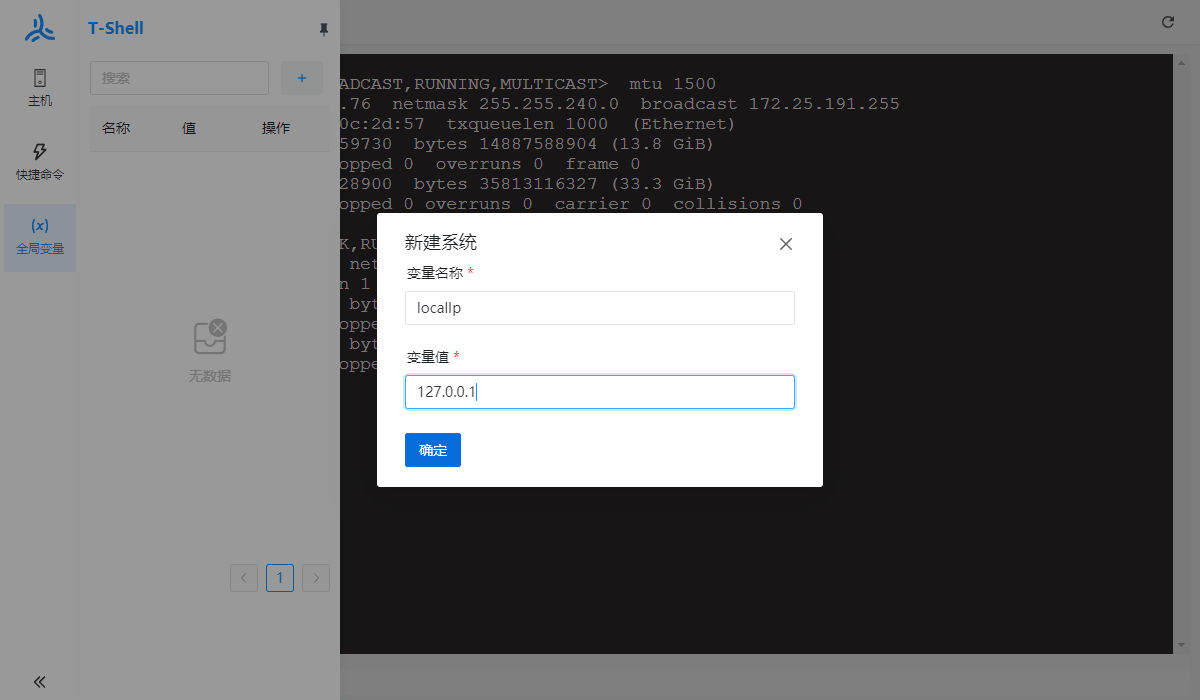 T-Shell
主机
快捷命令
(x)
全局变量
搜索
+
名称 值 操作
无数据
1
ADCAST,RUNNING,MULTICAST> mtu 1500
.76 netmask 255.255.240.0 broadcast 172.25.191.255
0c:2d:57 txqueuelen 1000 (Ethernet)
59730 bytes 14887588904 (13.8 GiB)
opped 0 overruns 0 frame 0
28900 bytes 35813116327 (33.3 GiB)
opped 0 overruns 0 carrier 0 collisions 0
K,RU
net
n 1
byt
oppe
byt
oppe
新建系统
变量名称 *
localIp
变量值 *
127.0.0.1
确定